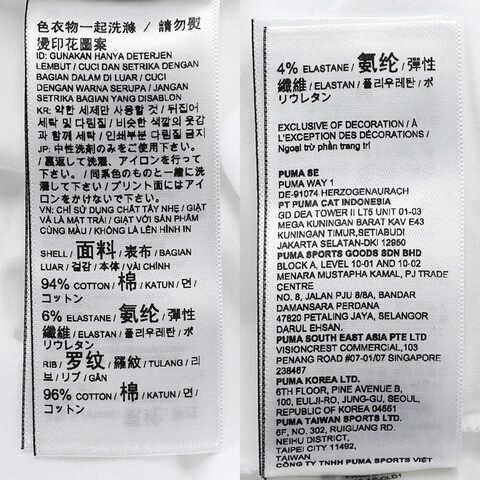 色衣物一起洗滌 / 請勿熨
燙印花圖案
ID: GUNAKAN HANYA DETERJEN
LEMBUT / CUCI DAN SETRIKA DENGAN
BAGIAN DALAM DI LUAR / CUCI
DENGAN WARNA SERUPA / JANGAN
SETRIKA BAGIAN YANG DISABLON
KR: 약한 세제만 사용할 것 / 뒤집어
세탁 및 다림질 / 비슷한 색깔의 옷감
과 함께 세탁 / 인쇄부분 다림질 금지
JP: 中性洗剤のみをご使用下さい。
/ 裏返して洗濯、アイロンを行って
下さい。 / 同系色のものと一緒に洗
濯して下さい / プリント面にはアイ
ロンをかけないで下さい。
VN: CHỈ SỬ DỤNG CHẤT TẨY NHẸ / GIẶT
VÀ LÀ MẶT TRÁI / GIẶT VỚI SẢN PHẨM
CÙNG MÀU / KHÔNG LÀ LÊN HÌNH IN
SHELL / 面料 / 表布 / BAGIAN
LUAR / 겉감 / 本体 / VẢI CHÍNH
94% COTTON / 棉 / KATUN / 면 /
コットン
6% ELASTANE / 氨纶 / 彈性
纖維 / ELASTAN / 폴리우레탄 / ポ
リウレタン
RIB / 罗纹 / 羅紋 / TULANG / 리
브 / リブ / GÂN
96% COTTON / 棉 / KATUN / 면 /
コットン
4% ELASTANE / 氨纶 / 彈性
纖維 / ELASTAN / 폴리우레탄 / ポ
リウレタン
EXCLUSIVE OF DECORATION / À
L'EXCEPTION DES DÉCORATIONS /
Ngoại trừ phần trang trí
PUMA SE
PUMA WAY 1
DE-91074 HERZOGENAURACH
PT PUMA CAT INDONESIA
GD DEA TOWER II LT5 UNIT 01-03
MEGA KUNINGAN BARAT KAV E43
KUNINGAN TIMUR,SETIABUDI
JAKARTA SELATAN-DKI 12950
PUMA SPORTS GOODS SDN BHD
BLOCK A, LEVEL 10-01 AND 10-02
MENARA MUSTAPHA KAMAL, PJ TRADE
CENTRE
NO. 8, JALAN PJU 8/8A, BANDAR
DAMANSARA PERDANA
47820 PETALING JAYA, SELANGOR
DARUL EHSAN.
PUMA SOUTH EAST ASIA PTE LTD
VISIONCREST COMMERCIAL,103
PENANG ROAD #07-01/07 SINGAPORE
238467
PUMA KOREA LTD.
6TH FLOOR, PINE AVENUE B,
100, EULJI-RO, JUNG-GU, SEOUL,
REPUBLIC OF KOREA 04551
PUMA TAIWAN SPORTS LTD.
6F, NO. 302, RUIGUANG RD.
NEIHU DISTRICT,
TAIPEI CITY 11492,
TAIWAN
CÔNG TY TNHH PUMA SPORTS VIỆT